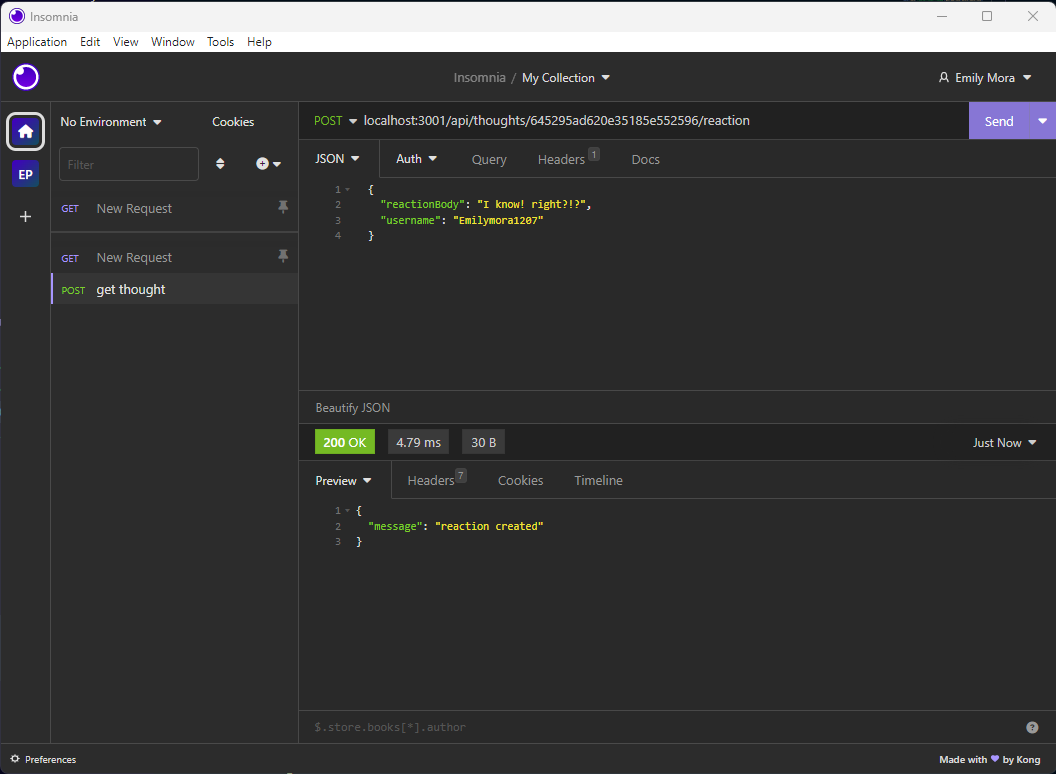 Insomnia
Application Edit View Window Tools Help
Insomnia / My Collection
Emily Mora
No Environment Cookies
POST localhost:3001/api/thoughts/645295ad620e35185e552596/reaction
Send
EP
Filter
JSON Auth Query Headers 1 Docs
GET New Request
GET New Request
POST get thought
1 {
2 "reactionBody": "I know! right?!?",
3 "username": "Emilymora1207"
4 }
Beautify JSON
200 OK 4.79 ms 30 B Just Now
Preview Headers 7 Cookies Timeline
1 {
2 "message": "reaction created"
3 }
$.store.books[*].author
Preferences
Made with 💜 by Kong